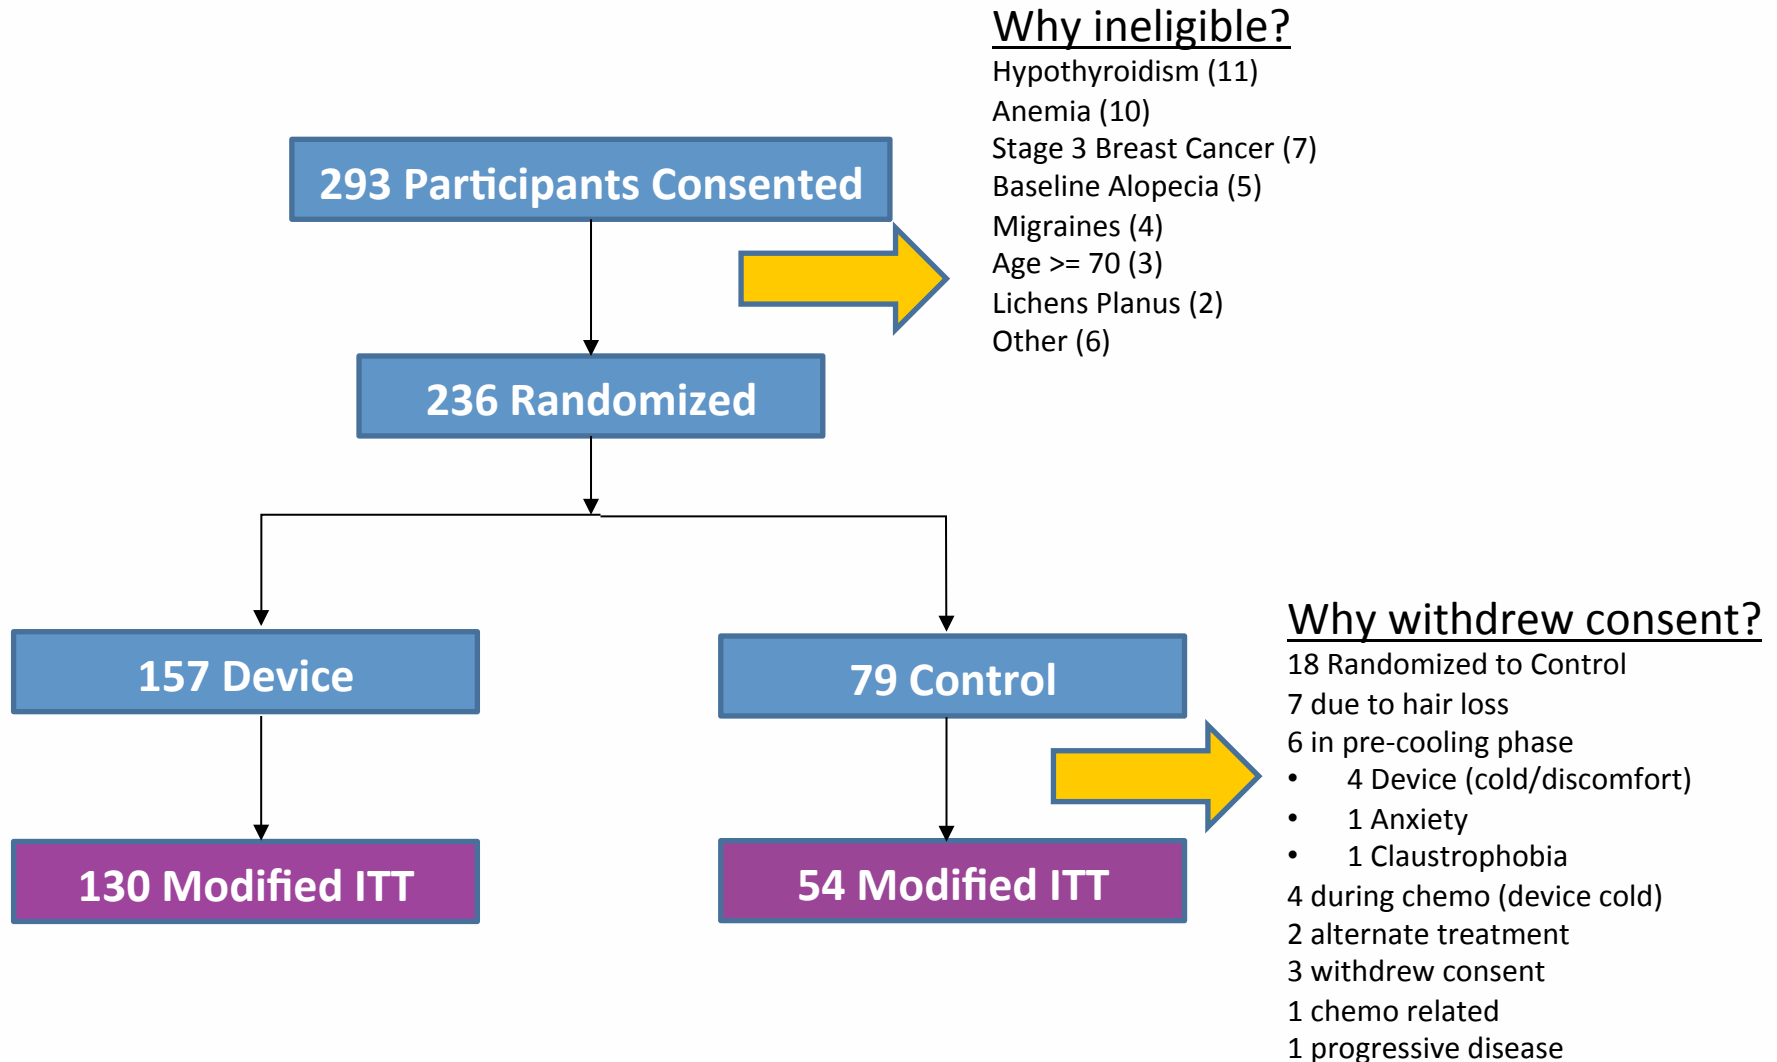 Why ineligible?
Hypothyroidism (11)
Anemia (10)
Stage 3 Breast Cancer (7)
Baseline Alopecia (5)
Migraines (4)
Age >= 70 (3)
Lichens Planus (2)
Other (6)
293 Participants Consented
236 Randomized
157 Device
79 Control
130 Modified ITT
54 Modified ITT
Why withdrew consent?
18 Randomized to Control
7 due to hair loss
6 in pre-cooling phase
• 4 Device (cold/discomfort)
• 1 Anxiety
• 1 Claustrophobia
4 during chemo (device cold)
2 alternate treatment
3 withdrew consent
1 chemo related
1 progressive disease